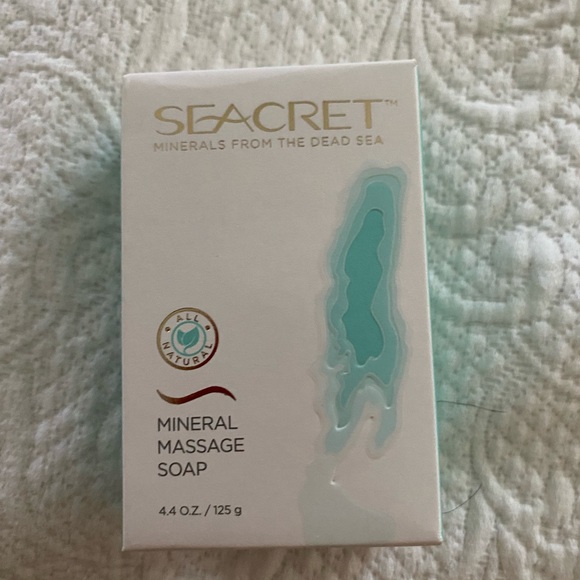 SEACRET™
MINERALS FROM THE DEAD SEA
ALL
NATURAL
MINERAL
MASSAGE
SOAP
4.4 O.Z. / 125 g